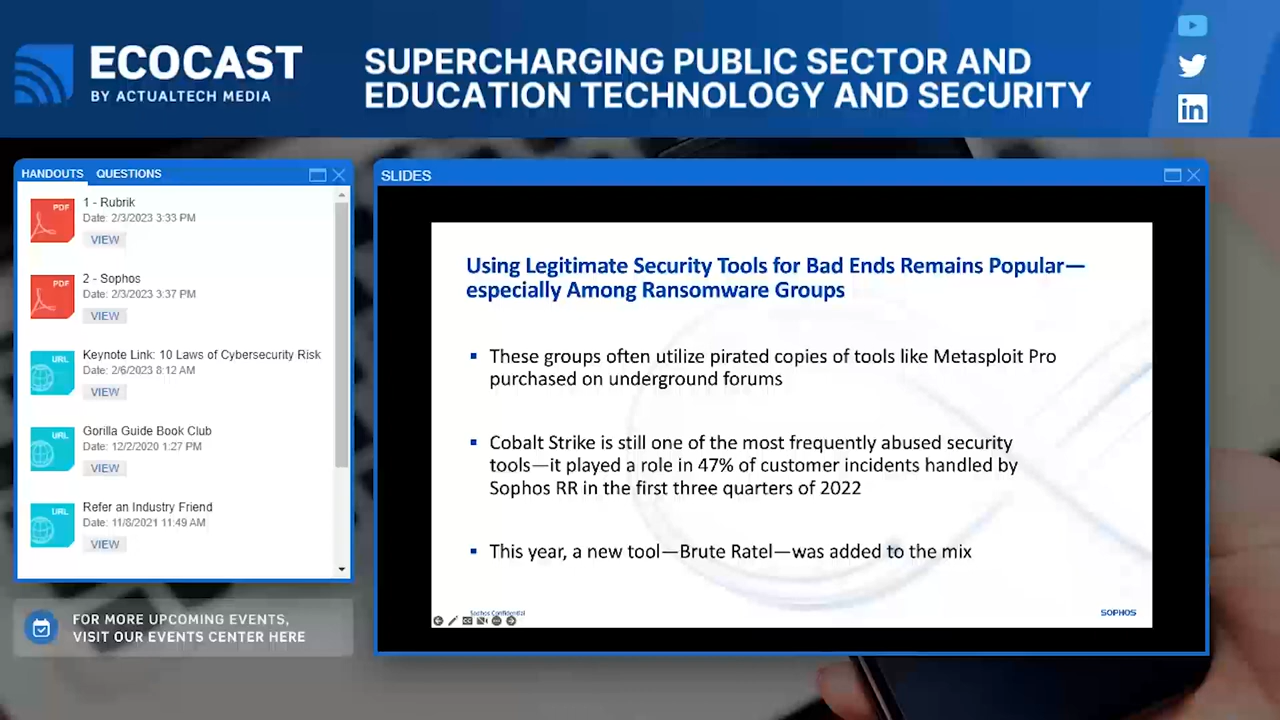 ECOCAST
BY ACTUALTECH MEDIA
SUPERCHARGING PUBLIC SECTOR AND
EDUCATION TECHNOLOGY AND SECURITY
in
HANDOUTS QUESTIONS
PDF
1 - Rubrik
Date: 2/3/2023 3:33 PM
VIEW
PDF
2 - Sophos
Date: 2/3/2023 3:37 PM
VIEW
URL
Keynote Link: 10 Laws of Cybersecurity Risk
Date: 2/6/2023 8:12 AM
VIEW
URL
Gorilla Guide Book Club
Date: 12/2/2020 1:27 PM
VIEW
URL
Refer an Industry Friend
Date: 11/8/2021 11:49 AM
VIEW
FOR MORE UPCOMING EVENTS,
VISIT OUR EVENTS CENTER HERE
SLIDES
Using Legitimate Security Tools for Bad Ends Remains Popular—
especially Among Ransomware Groups
▪ These groups often utilize pirated copies of tools like Metasploit Pro
purchased on underground forums
▪ Cobalt Strike is still one of the most frequently abused security
tools—it played a role in 47% of customer incidents handled by
Sophos RR in the first three quarters of 2022
▪ This year, a new tool—Brute Ratel—was added to the mix
Sophos Confidential
SOPHOS